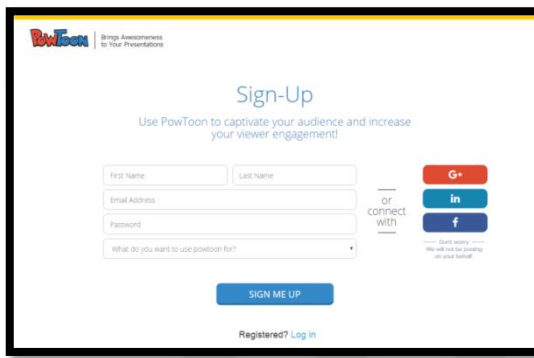 PowToon
Brings Awesomeness
to Your Presentations
Sign-Up
Use PowToon to captivate your audience and increase
your viewer engagement!
First Name
Last Name
Email Address
Password
What do you want to use powtoon for?
or
connect
with
G+
in
f
Don't worry
We will not be posting
on your behalf!
SIGN ME UP
Registered? Log in